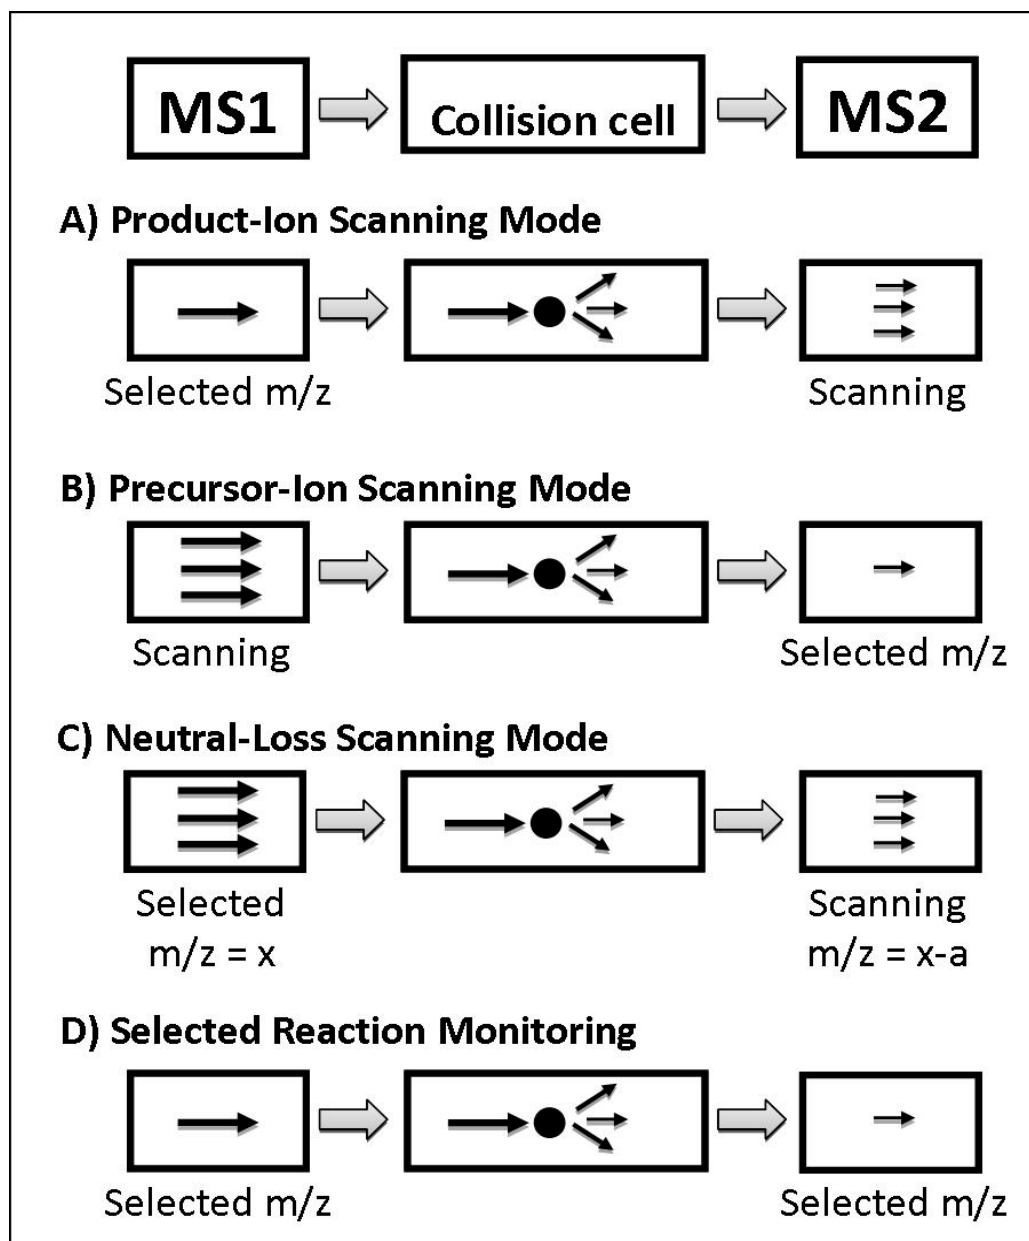 MS1
Collision cell
MS2
A) Product-Ion Scanning Mode
Selected m/z
Scanning
B) Precursor-Ion Scanning Mode
Scanning
Selected m/z
C) Neutral-Loss Scanning Mode
Selected
m/z = x
Scanning
m/z = x-a
D) Selected Reaction Monitoring
Selected m/z
Selected m/z